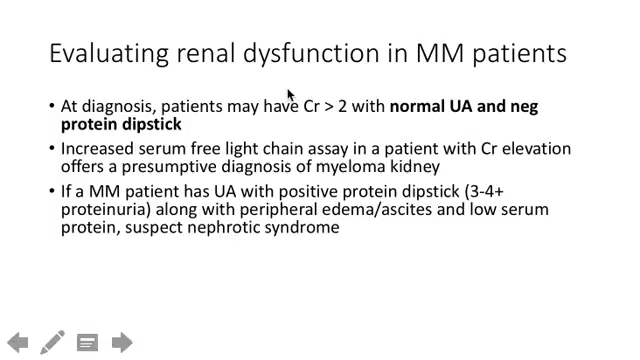 Evaluating renal dysfunction in MM patients
• At diagnosis, patients may have Cr > 2 with normal UA and neg
protein dipstick
• Increased serum free light chain assay in a patient with Cr elevation
offers a presumptive diagnosis of myeloma kidney
• If a MM patient has UA with positive protein dipstick (3-4+
proteinuria) along with peripheral edema/ascites and low serum
protein, suspect nephrotic syndrome